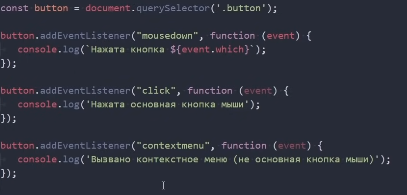 const button = document.querySelector('.button');
button.addEventListener("mousedown", function (event) {
console.log(`Нажата кнопка ${event.which}`);
});
button.addEventListener("click", function (event) {
console.log('Нажата основная кнопка мыши');
});
button.addEventListener("contextmenu", function (event) {
console.log('Вызвано контекстное меню (не основная кнопка мыши)');
});